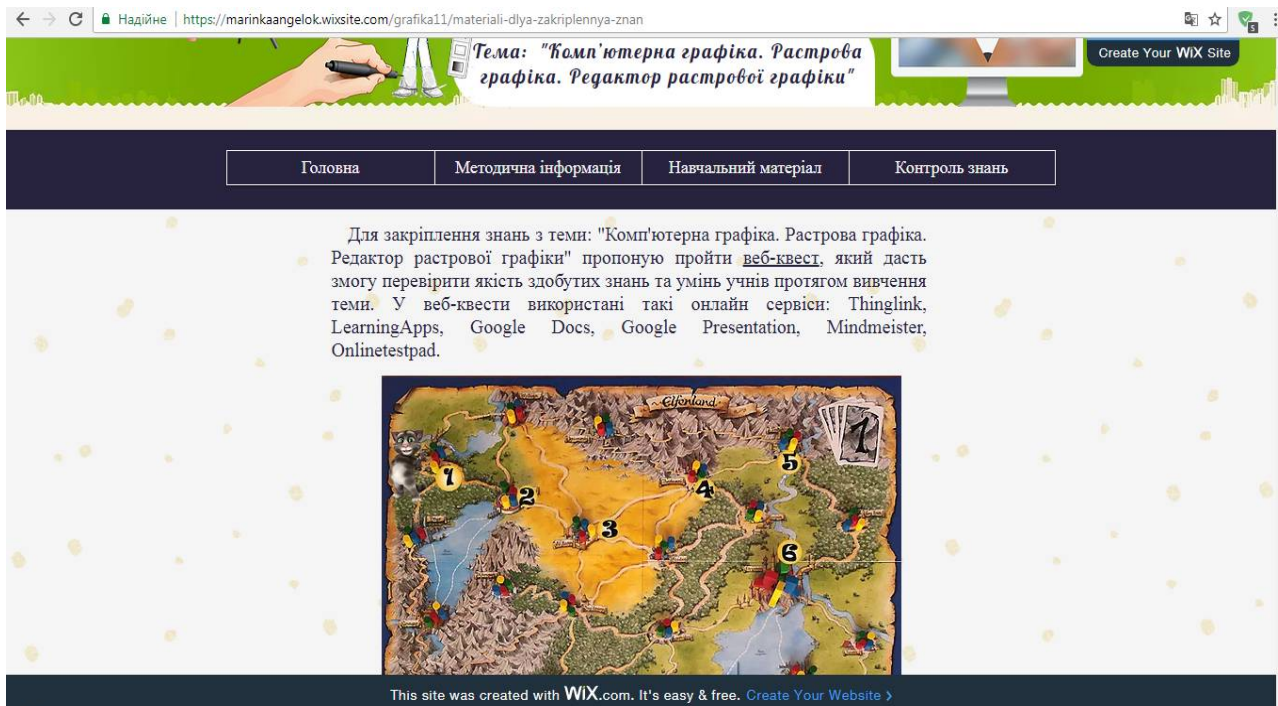 Надійне
https://marinkaangelok.wixsite.com/grafika11/materiali-dlya-zakriplennya-znan
5
Тема: "Комп'ютерна графіка. Растрова
графіка. Редактор растрової графіки"
Create Your WiX Site
Головна
Методична інформація
Навчальний матеріал
Контроль знань
Для закріплення знань з теми: "Комп'ютерна графіка. Растрова графіка.
Редактор растрової графіки" пропоную пройти веб-квест, який дасть
змогу перевірити якість здобутих знань та умінь учнів протягом вивчення
теми. У веб-квести використані такі онлайн сервіси: Thinglink,
LearningApps, Google Docs, Google Presentation, Mindmeister,
Onlinetestpad.
Elfenland
1
1
2
3
4
5
6
This site was created with WiX.com. It's easy & free. Create Your Website >